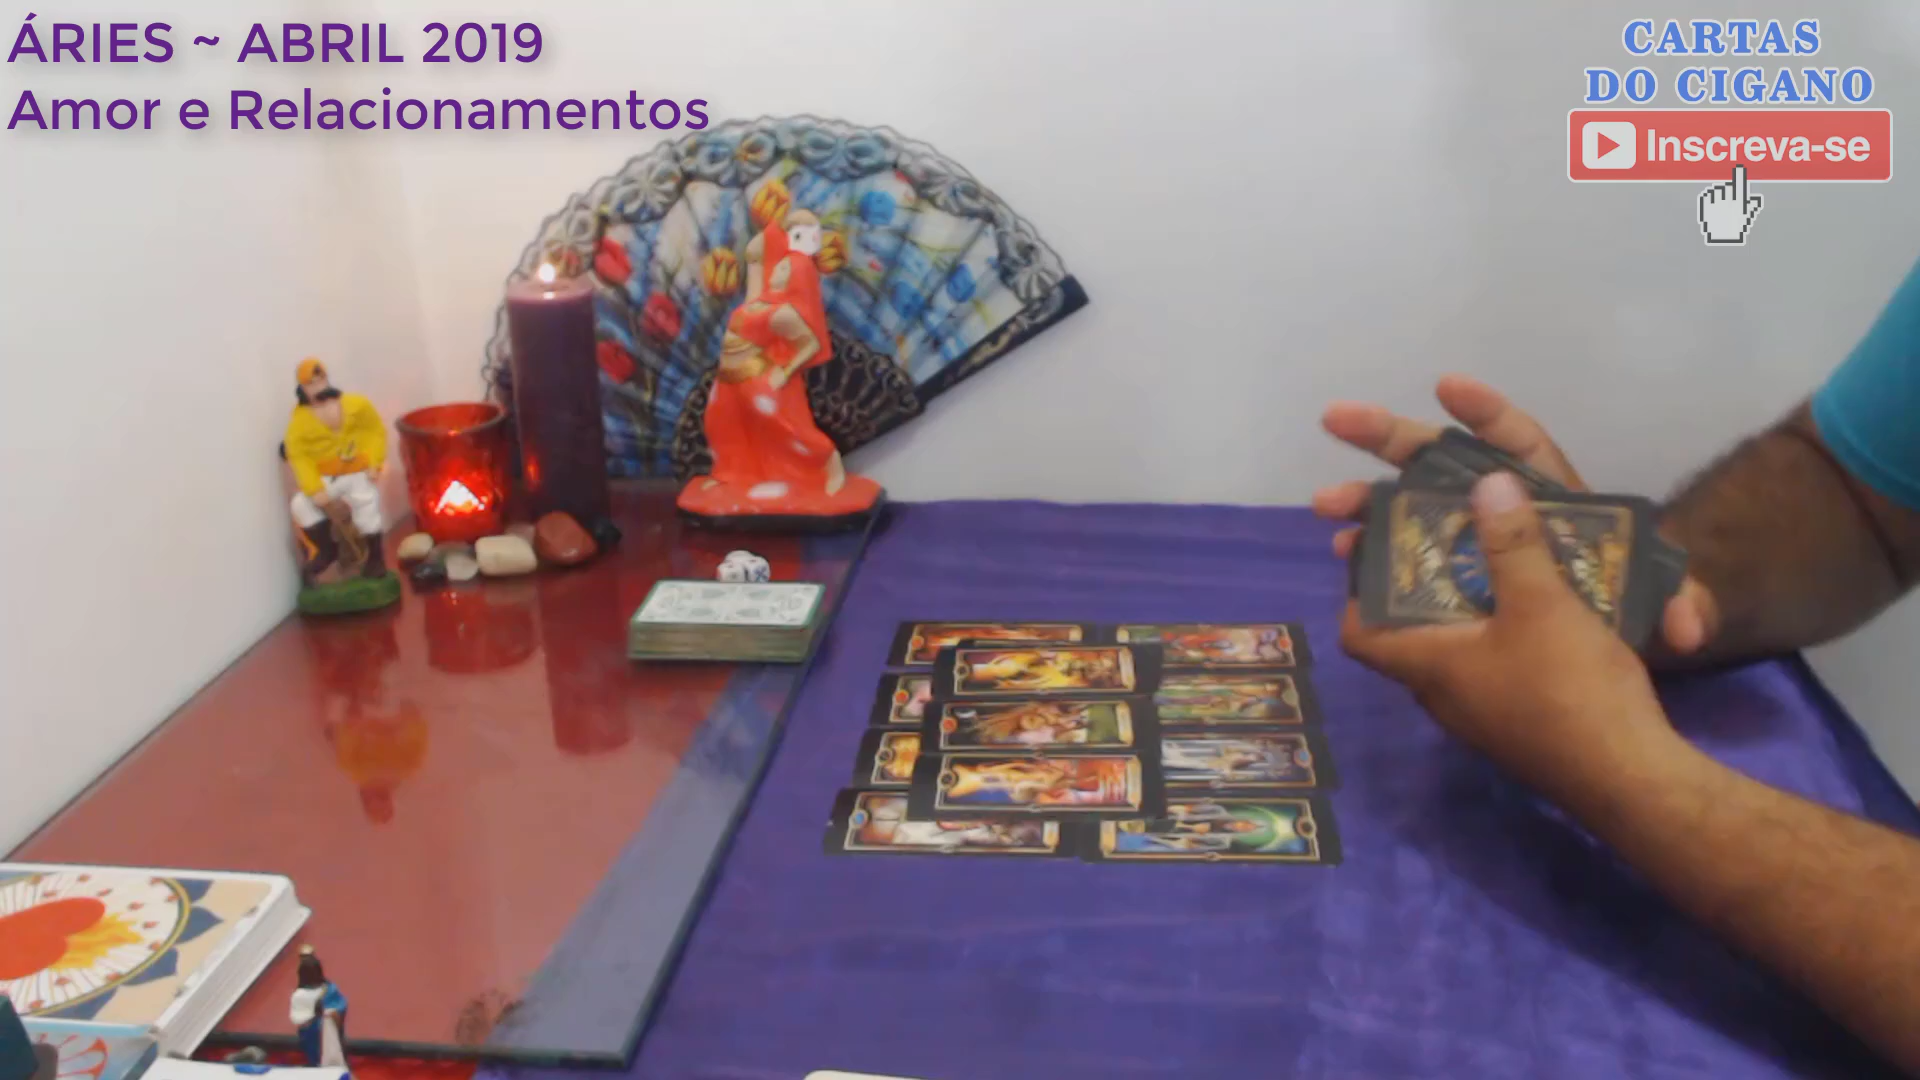 ÁRIES ~ ABRIL 2019
Amor e Relacionamentos
CARTAS
DO CIGANO
Inscreva-se